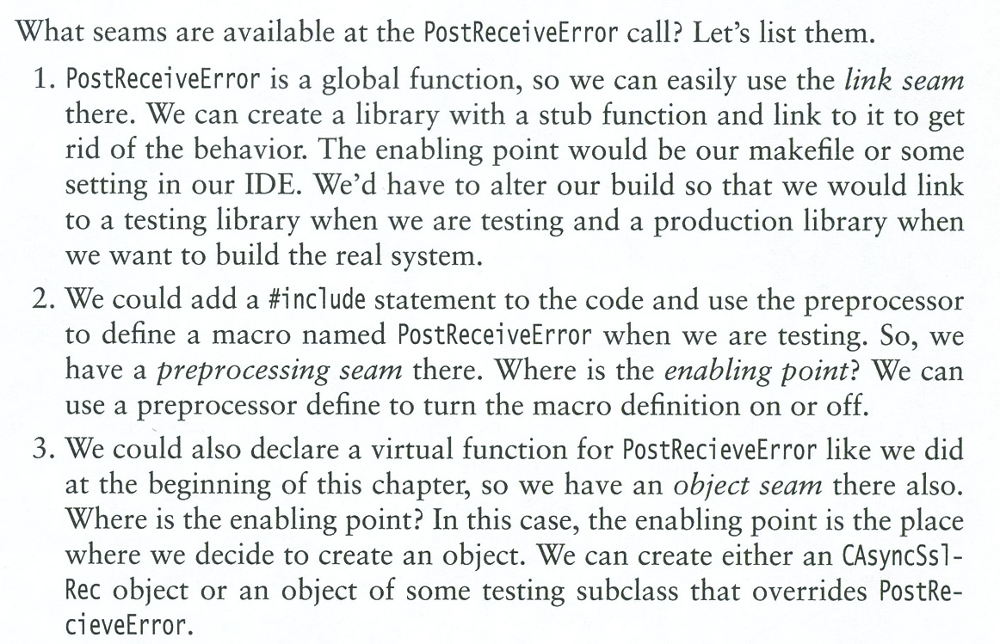 What seams are available at the PostReceiveError call? Let’s list them.
1. PostReceiveError is a global function, so we can easily use the link seam
there. We can create a library with a stub function and link to it to get
rid of the behavior. The enabling point would be our makefile or some
setting in our IDE. We’d have to alter our build so that we would link
to a testing library when we are testing and a production library when
we want to build the real system.
2. We could add a #include statement to the code and use the preprocessor
to define a macro named PostReceiveError when we are testing. So, we
have a preprocessing seam there. Where is the enabling point? We can
use a preprocessor define to turn the macro definition on or off.
3. We could also declare a virtual function for PostRecieveError like we did
at the beginning of this chapter, so we have an object seam there also.
Where is the enabling point? In this case, the enabling point is the place
where we decide to create an object. We can create either an CAsyncSsl-
Rec object or an object of some testing subclass that overrides PostRe-
cieveError.